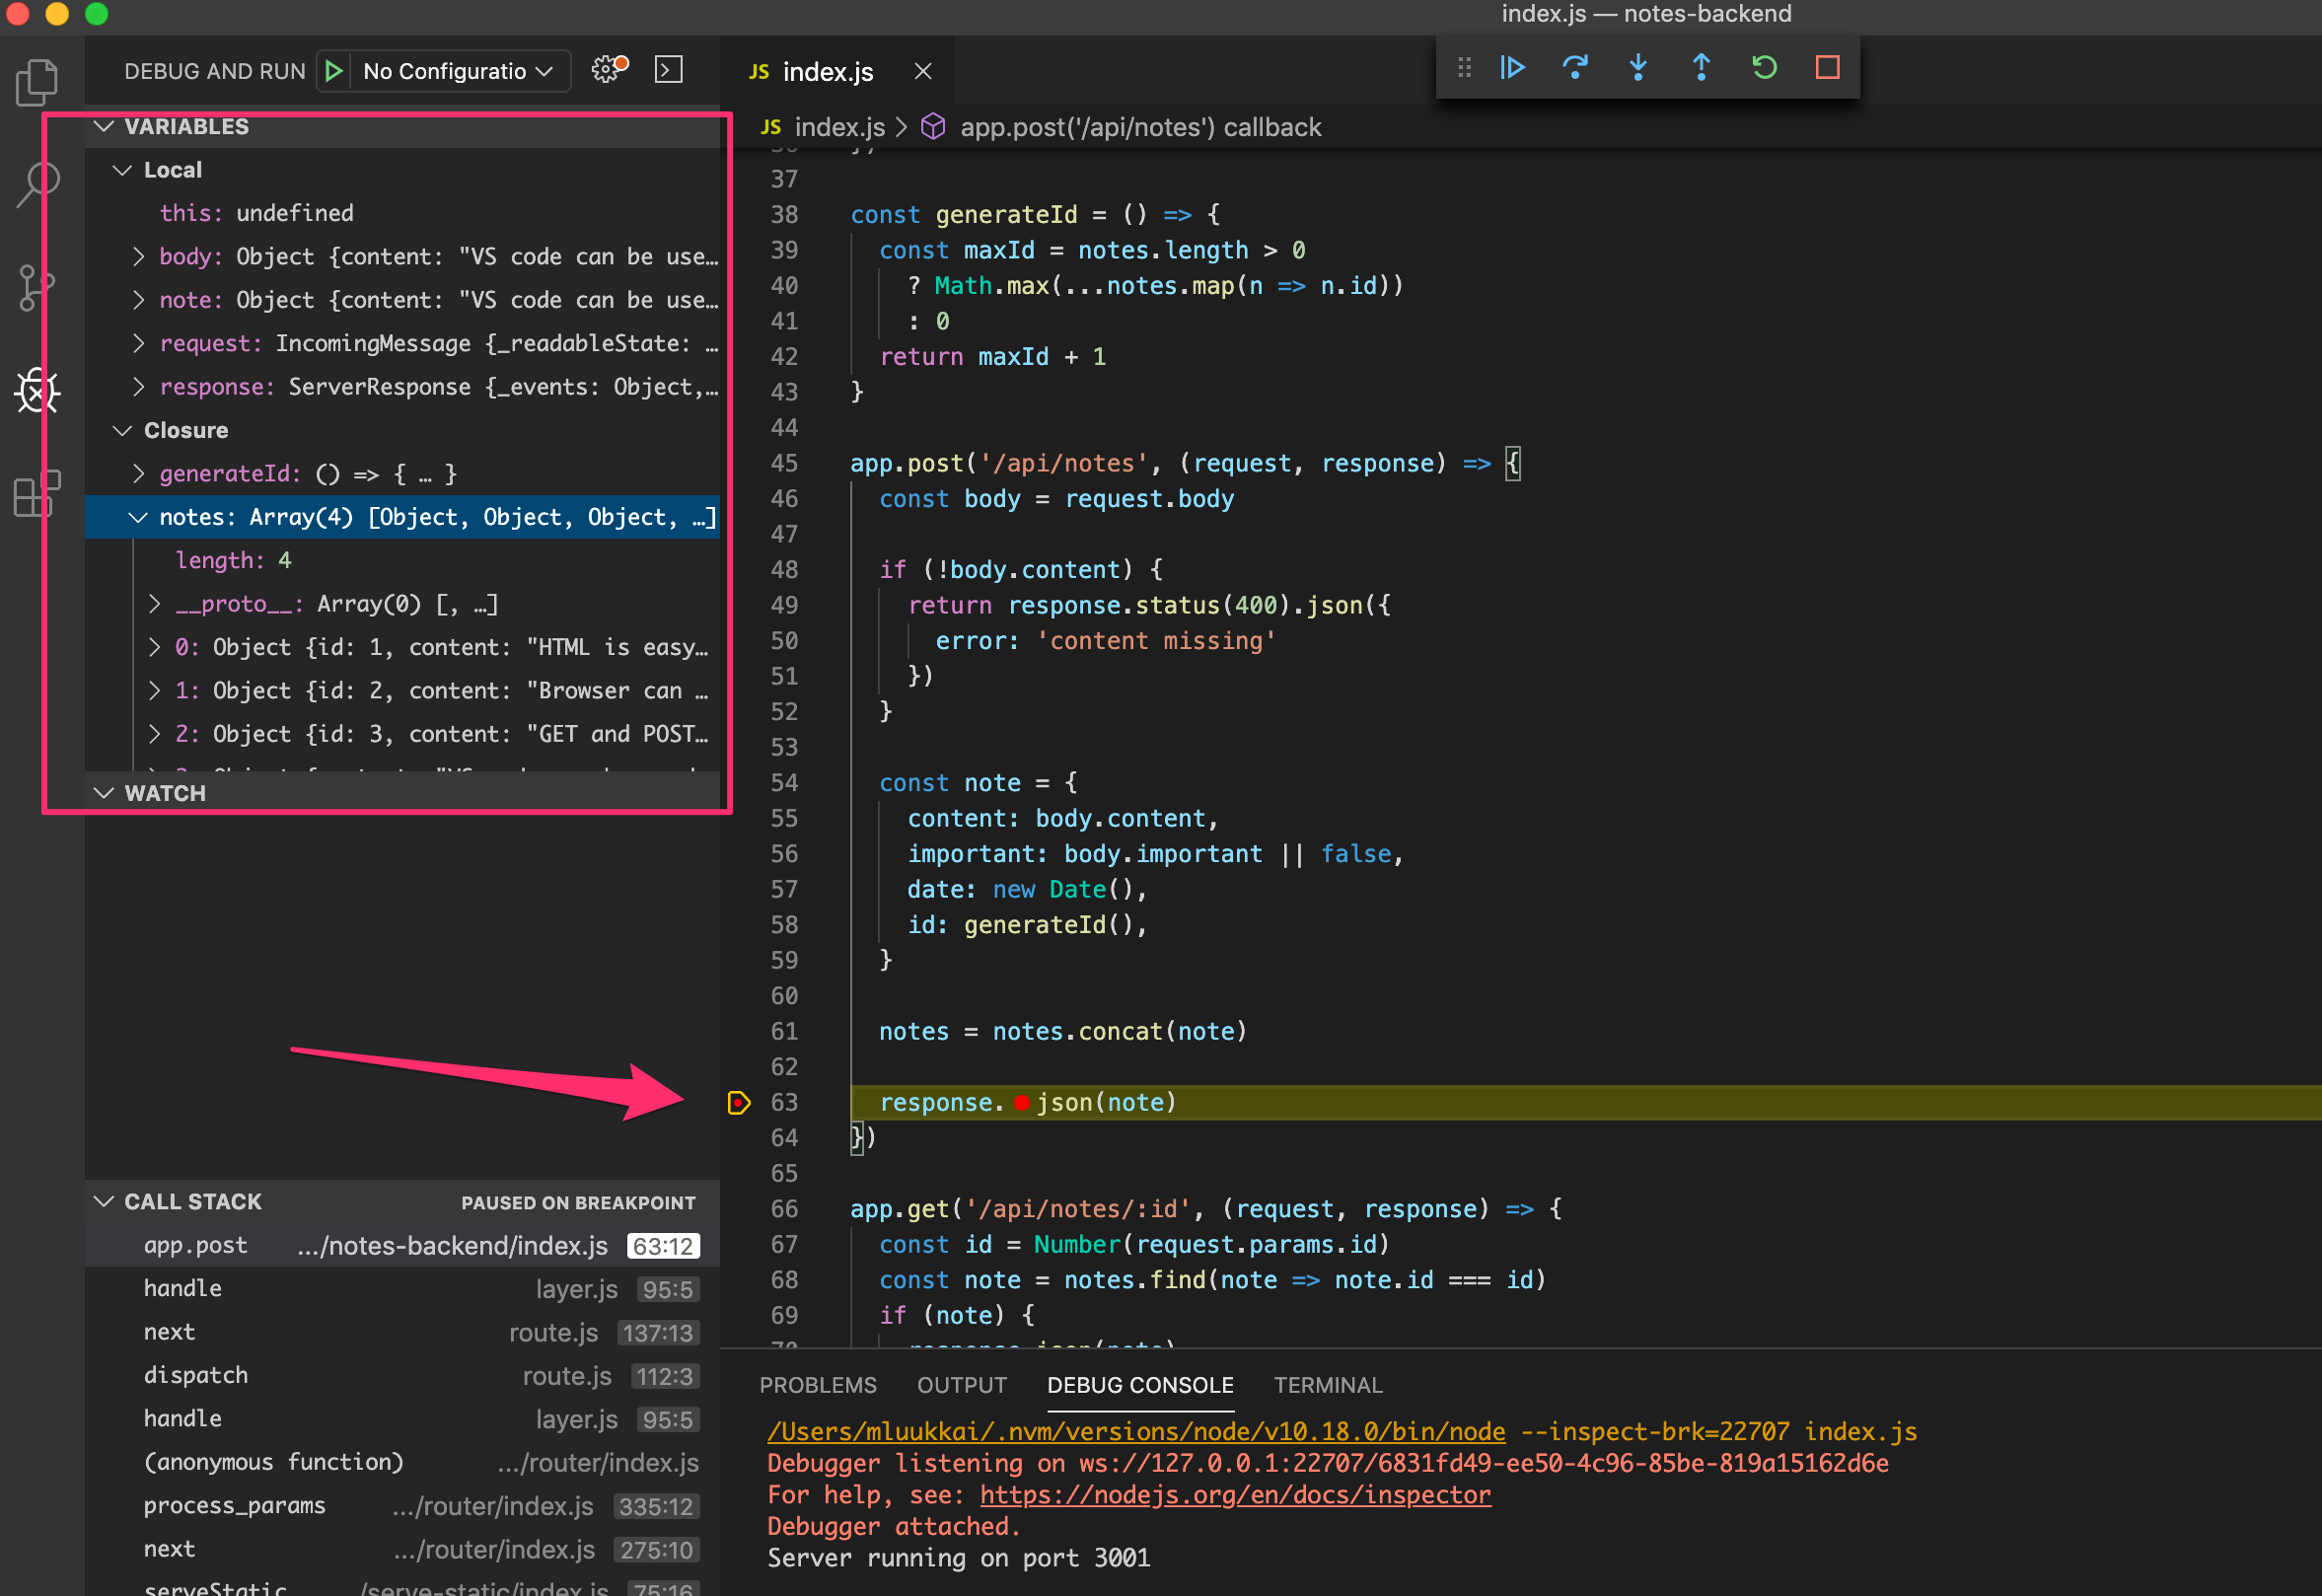 index.js — notes-backend
DEBUG AND RUN No Configuratio
JS index.js
JS index.js > app.post('/api/notes') callback
VARIABLES
Local
this: undefined
body: Object {content: "VS code can be use…
note: Object {content: "VS code can be use…
request: IncomingMessage {_readableState: …
response: ServerResponse {_events: Object,…
Closure
generateId: () => { … }
notes: Array(4) [Object, Object, Object, …]
length: 4
__proto__: Array(0) [, …]
0: Object {id: 1, content: "HTML is easy…
1: Object {id: 2, content: "Browser can …
2: Object {id: 3, content: "GET and POST…
WATCH
CALL STACK PAUSED ON BREAKPOINT
app.post …/notes-backend/index.js 63:12
handle layer.js 95:5
next route.js 137:13
dispatch route.js 112:3
handle layer.js 95:5
(anonymous function) …/router/index.js
process_params …/router/index.js 335:12
next …/router/index.js 275:10
serveStatic /serve-static/index.js 75:16
37
38 const generateId = () => {
39 const maxId = notes.length > 0
40 ? Math.max(...notes.map(n => n.id))
41 : 0
42 return maxId + 1
43 }
44
45 app.post('/api/notes', (request, response) => {
46 const body = request.body
47
48 if (!body.content) {
49 return response.status(400).json({
50 error: 'content missing'
51 })
52 }
53
54 const note = {
55 content: body.content,
56 important: body.important || false,
57 date: new Date(),
58 id: generateId(),
59 }
60
61 notes = notes.concat(note)
62
63 response. json(note)
64 })
65
66 app.get('/api/notes/:id', (request, response) => {
67 const id = Number(request.params.id)
68 const note = notes.find(note => note.id === id)
69 if (note) {
70 response.json(note)
PROBLEMS OUTPUT DEBUG CONSOLE TERMINAL
/Users/mluukkai/.nvm/versions/node/v10.18.0/bin/node --inspect-brk=22707 index.js
Debugger listening on ws://127.0.0.1:22707/6831fd49-ee50-4c96-85be-819a15162d6e
For help, see: https://nodejs.org/en/docs/inspector
Debugger attached.
Server running on port 3001